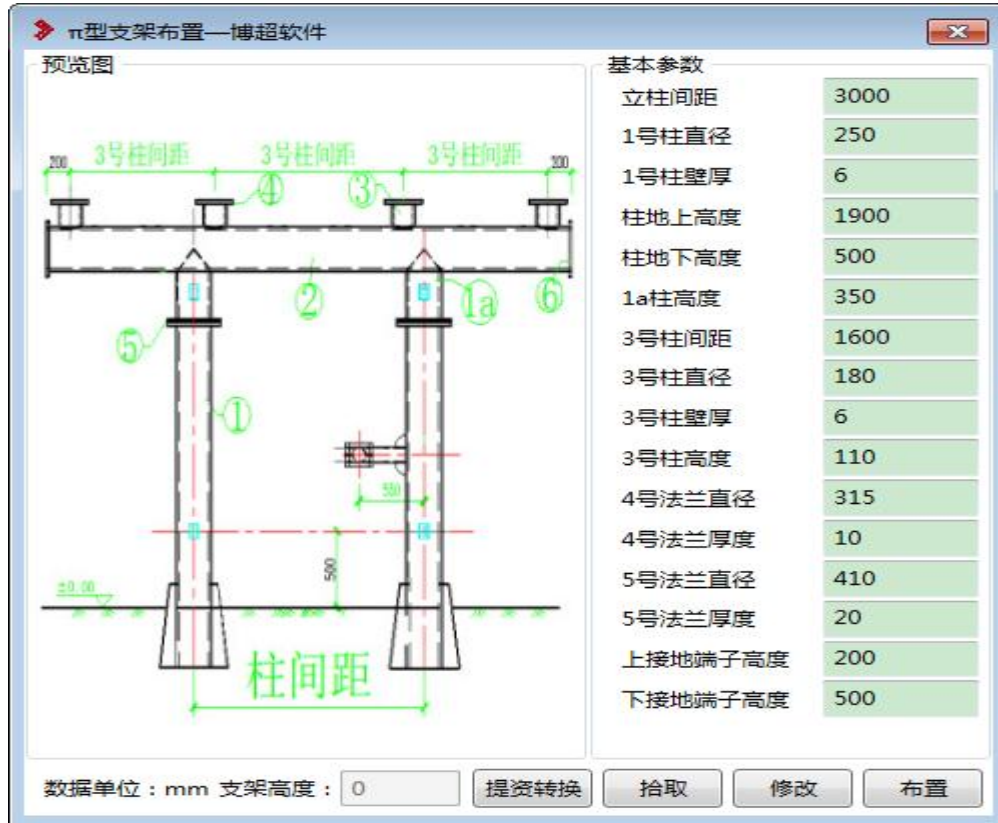 π型支架布置—博超软件
预览图
200 3号柱间距 3号柱间距 3号柱间距 200
④ ③
② 1a ⑥
⑤
①
500
±0.00
柱间距
基本参数
立柱间距 3000
1号柱直径 250
1号柱壁厚 6
柱地上高度 1900
柱地下高度 500
1a柱高度 350
3号柱间距 1600
3号柱直径 180
3号柱壁厚 6
3号柱高度 110
4号法兰直径 315
4号法兰厚度 10
5号法兰直径 410
5号法兰厚度 20
上接地端子高度 200
下接地端子高度 500
数据单位：mm 支架高度： 0 提资转换 拾取 修改 布置